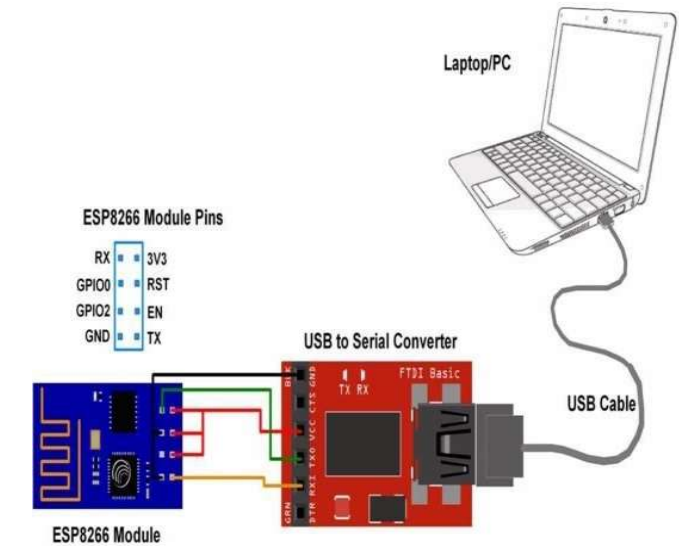 Laptop/PC
ESP8266 Module Pins
RX 3V3
GPIO0 RST
GPIO2 EN
GND TX
USB to Serial Converter
BLK GND
CTS
VCC
TXO
RXI
GRN DTR
TX RX
FTDI Basic
USB Cable
ESP8266 Module